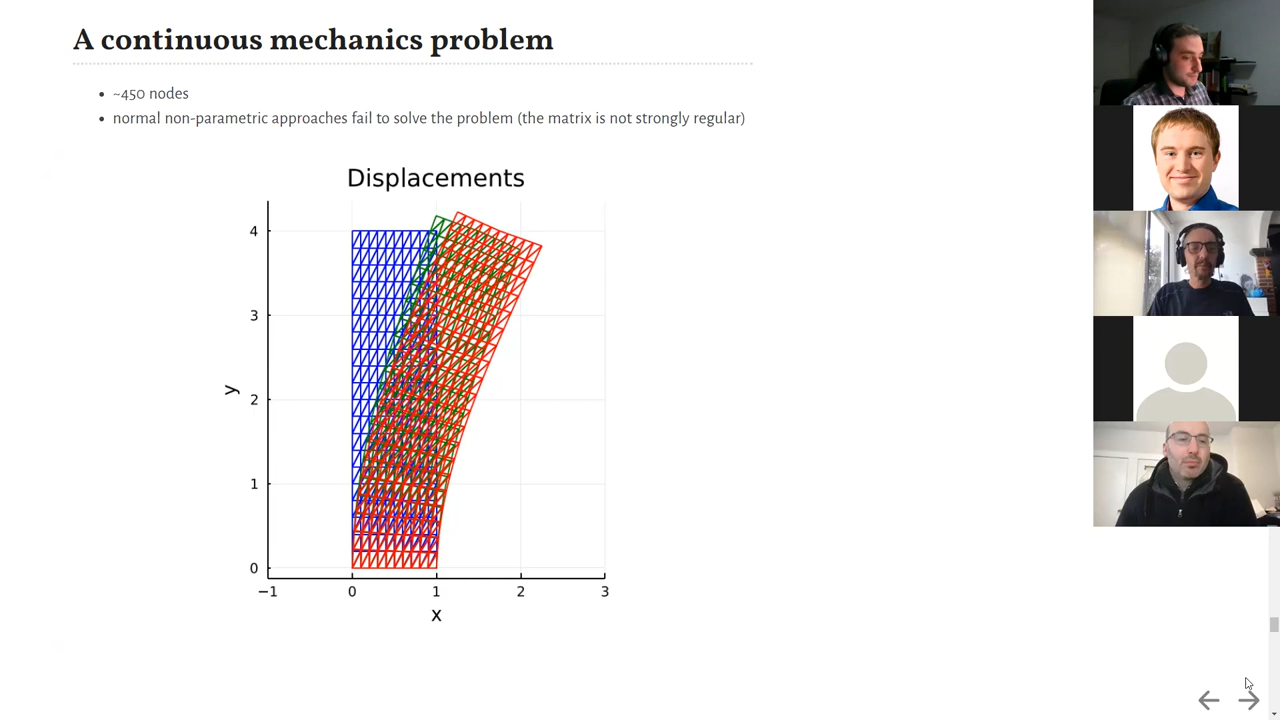 A continuous mechanics problem
• ~450 nodes
• normal non-parametric approaches fail to solve the problem (the matrix is not strongly regular)
Displacements
4
3
2
1
0
y
−1 0 1 2 3
x